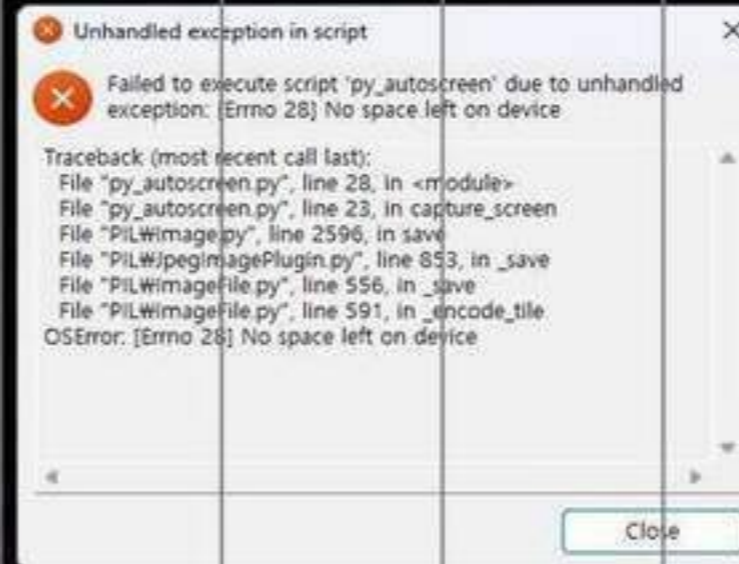 Unhandled exception in script
Failed to execute script 'py_autoscreen' due to unhandled
exception: [Errno 28] No space left on device
Traceback (most recent call last):
File "py_autoscreen.py", line 28, in <module>
File "py_autoscreen.py", line 23, in capture_screen
File "PIL₩Image.py", line 2596, in save
File "PIL₩JpegImagePlugin.py", line 853, in _save
File "PIL₩ImageFile.py", line 556, in _save
File "PIL₩ImageFile.py", line 591, in _encode_tile
OSError: [Errno 28] No space left on device
Close